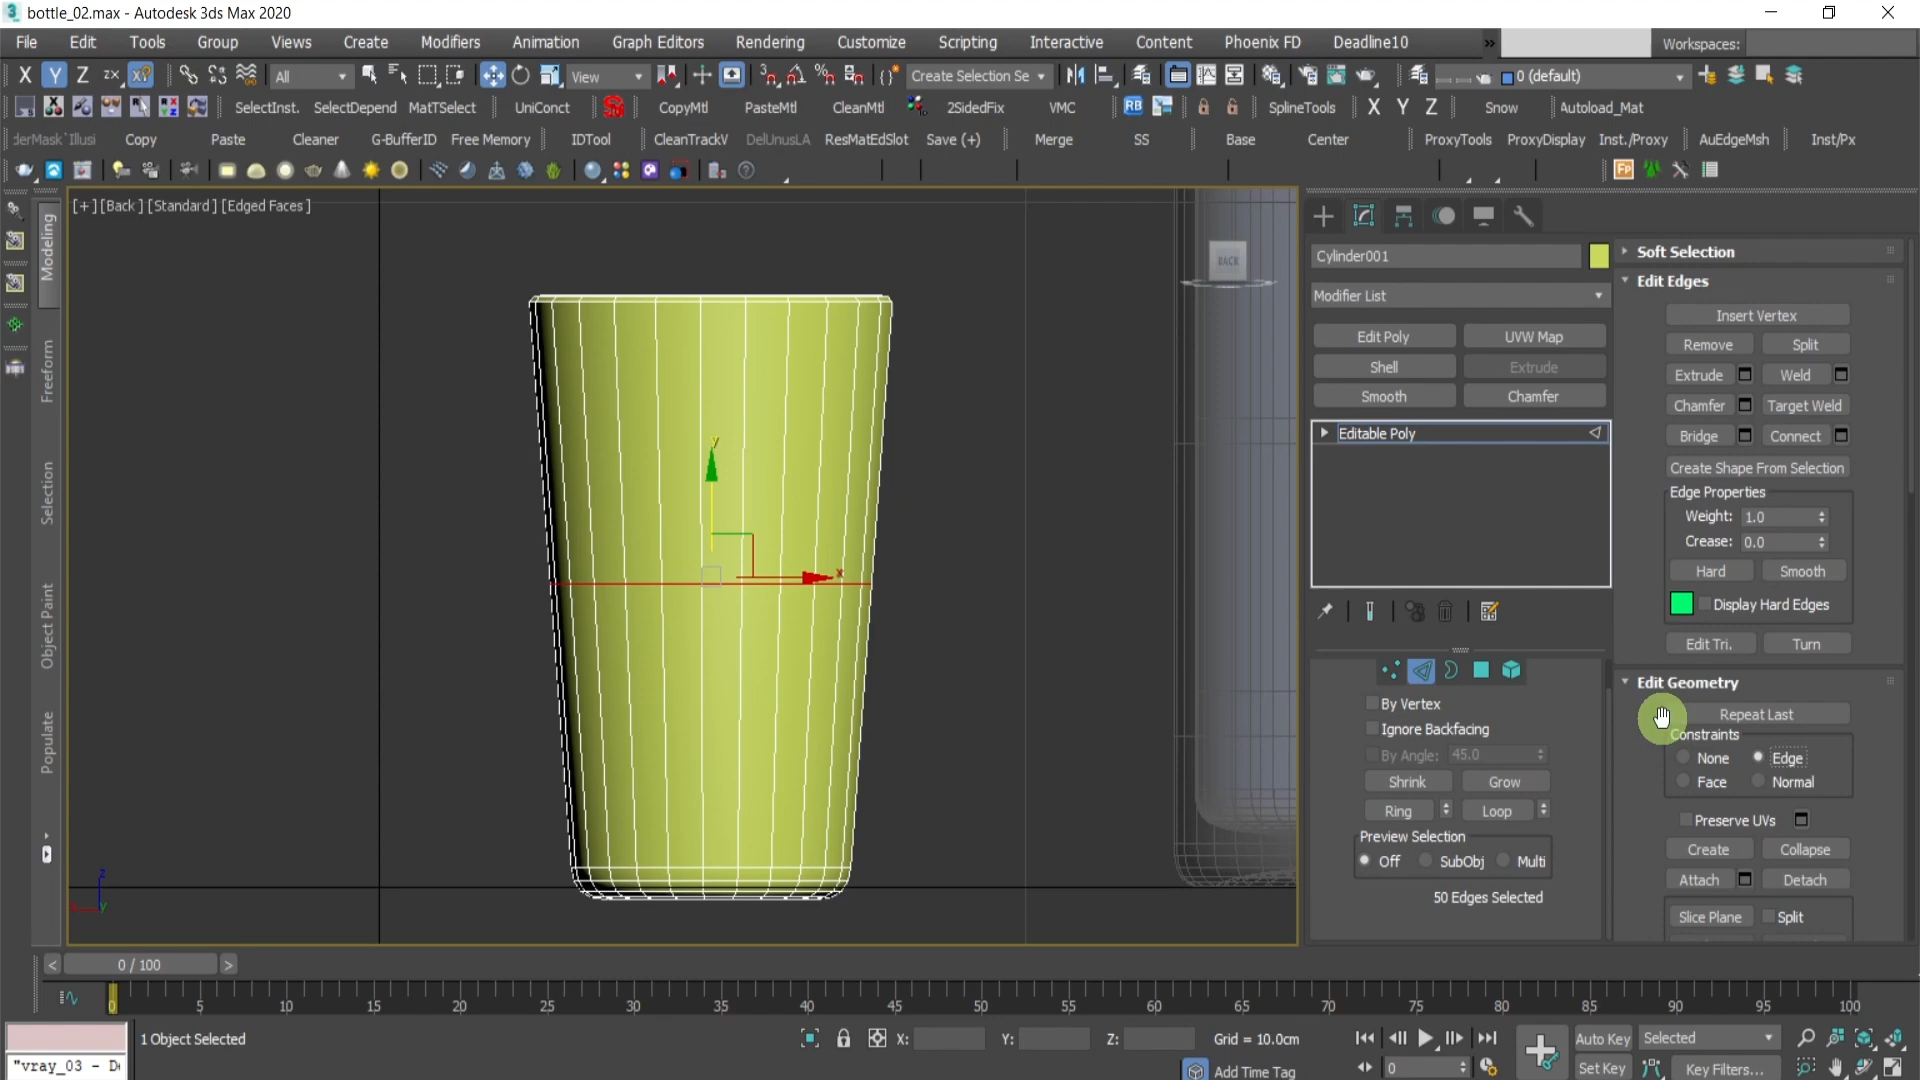 bottle_02.max - Autodesk 3ds Max 2020
File Edit Tools Group Views Create Modifiers Animation Graph Editors Rendering Customize Scripting Interactive Content Phoenix FD Deadline10 » Workspaces:
X Y Z All View Create Selection Se 0 (default)
SelectInst. SelectDepend MatTSelect UniConct CopyMtl PasteMtl CleanMtl 2SidedFix VMC RB SplineTools X Y Z Snow Autoload_Mat
derMask`Illusi Copy Paste Cleaner G-BufferID Free Memory IDTool CleanTrackV DelUnusLA ResMatEdSlot Save (+) Merge SS Base Center ProxyTools ProxyDisplay Inst./Proxy AuEdgeMsh Inst/Px
[+] [Back] [Standard] [Edged Faces]
BACK
Modeling
Freeform
Selection
Object Paint
Populate
y
x
z
y
Cylinder001
Modifier List
Edit Poly UVW Map
Shell Extrude
Smooth Chamfer
Editable Poly
By Vertex
Ignore Backfacing
By Angle: 45.0
Shrink Grow
Ring Loop
Preview Selection
Off SubObj Multi
50 Edges Selected
Soft Selection
Edit Edges
Insert Vertex
Remove Split
Extrude Weld
Chamfer Target Weld
Bridge Connect
Create Shape From Selection
Edge Properties
Weight: 1.0
Crease: 0.0
Hard Smooth
Display Hard Edges
Edit Tri. Turn
Edit Geometry
Repeat Last
Constraints
None Edge
Face Normal
Preserve UVs
Create Collapse
Attach Detach
Slice Plane Split
< 0 / 100 >
0 5 10 15 20 25 30 35 40 45 50 55 60 65 70 75 80 85 90 95 100
1 Object Selected X: Y: Z: Grid = 10.0cm Auto Key Selected
"vray_03 - De Add Time Tag 0 Set Key Key Filters...